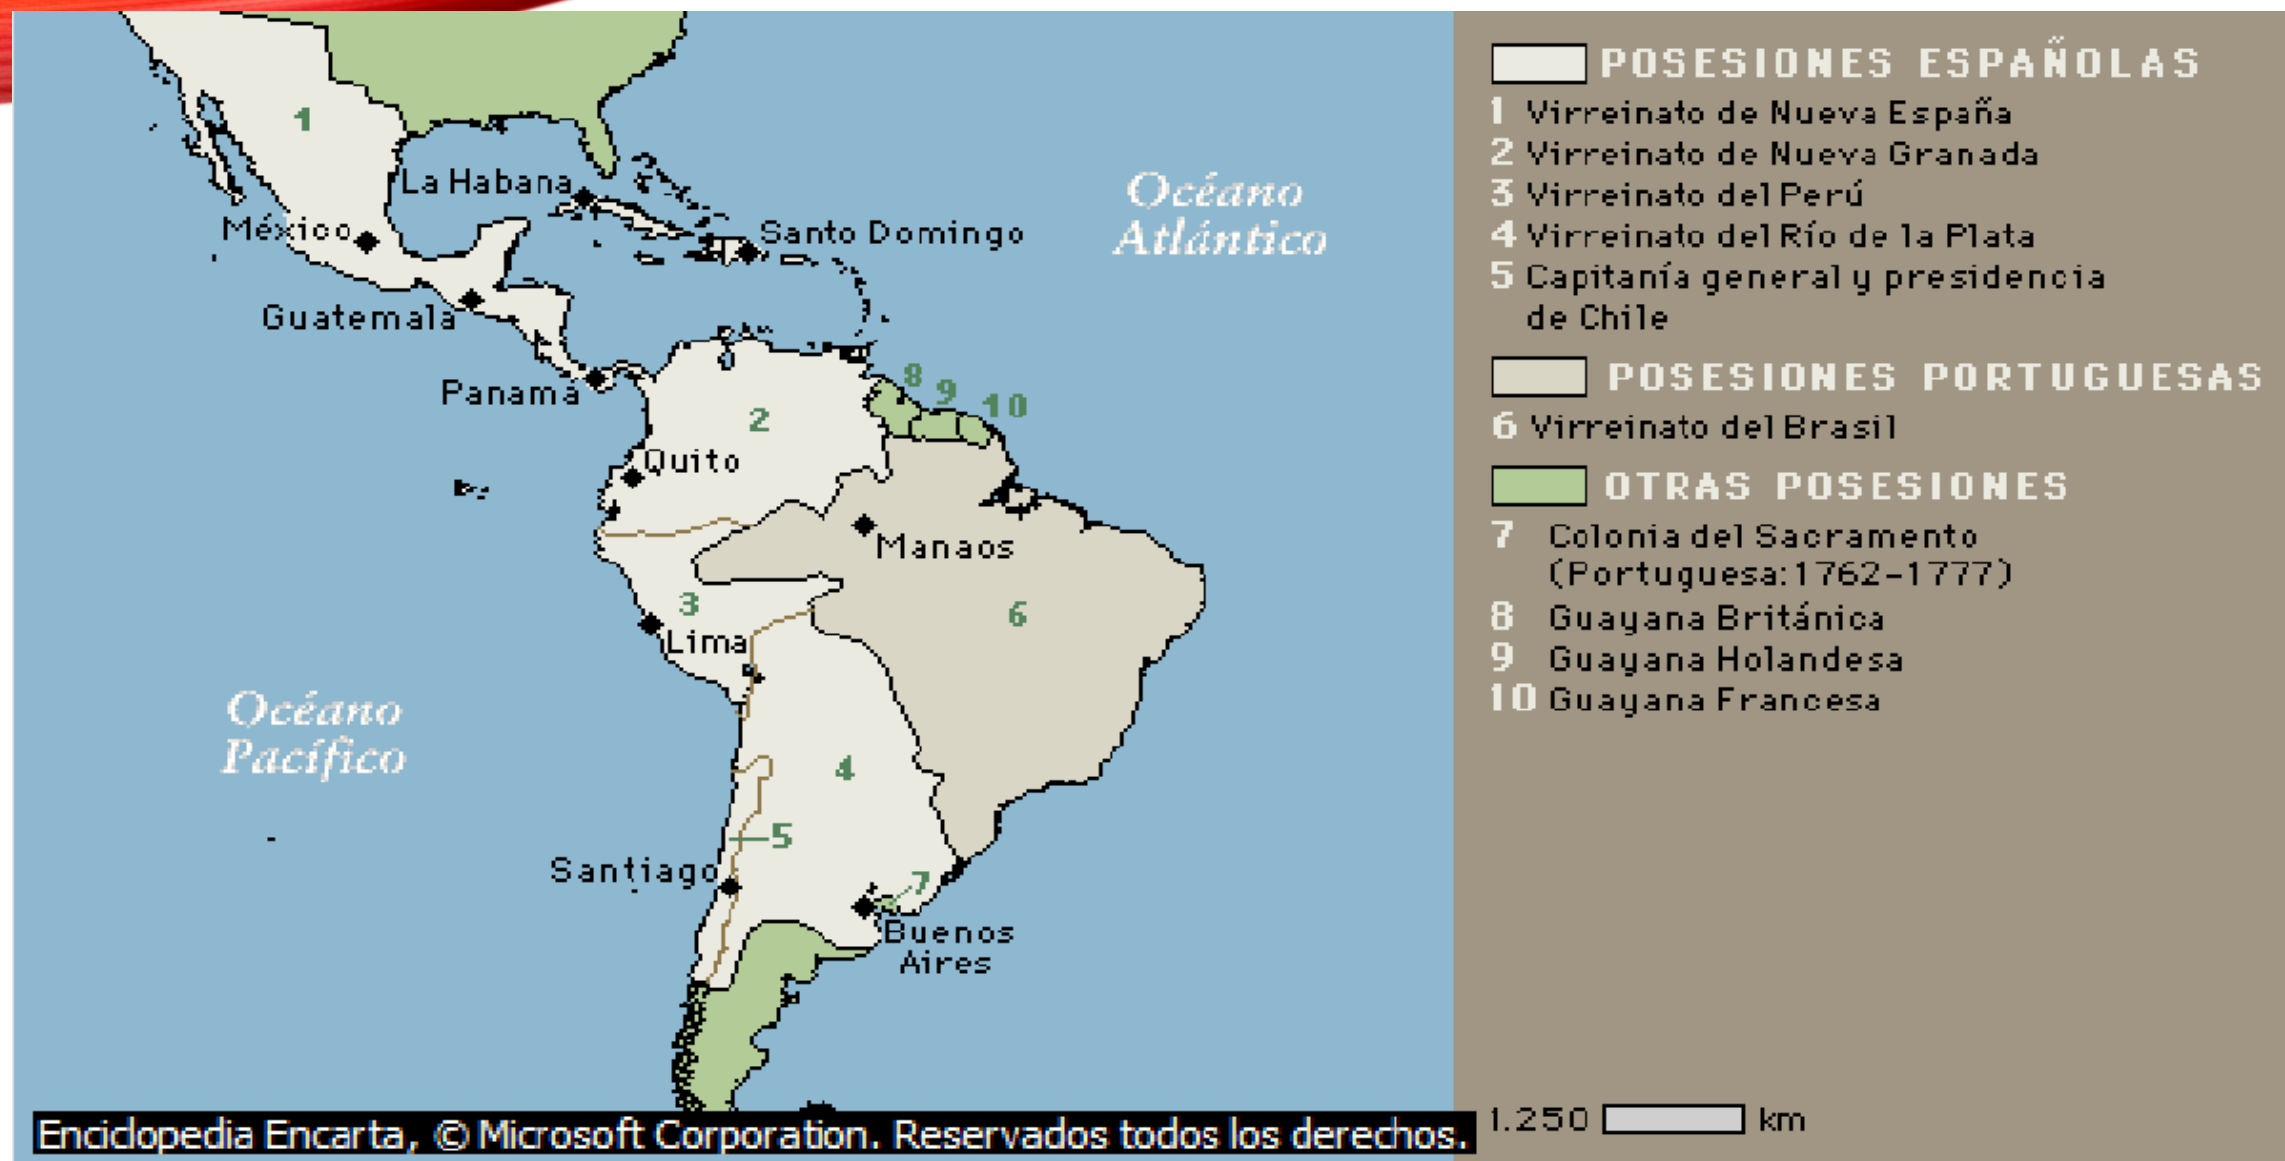 1
La Habana
México
Santo Domingo
Océano
Atlántico
Guatemala
Panamá
8
9
10
2
Quito
Manaos
3
6
Lima
Océano
Pacífico
4
5
Santiago
7
Buenos
Aires
POSESIONES ESPAÑOLAS
1 Virreinato de Nueva España
2 Virreinato de Nueva Granada
3 Virreinato del Perú
4 Virreinato del Río de la Plata
5 Capitanía general y presidencia
de Chile
POSESIONES PORTUGUESAS
6 Virreinato del Brasil
OTRAS POSESIONES
7 Colonia del Sacramento
(Portuguesa:1762-1777)
8 Guayana Británica
9 Guayana Holandesa
10 Guayana Francesa
1.250 km
Enciclopedia Encarta, © Microsoft Corporation. Reservados todos los derechos.